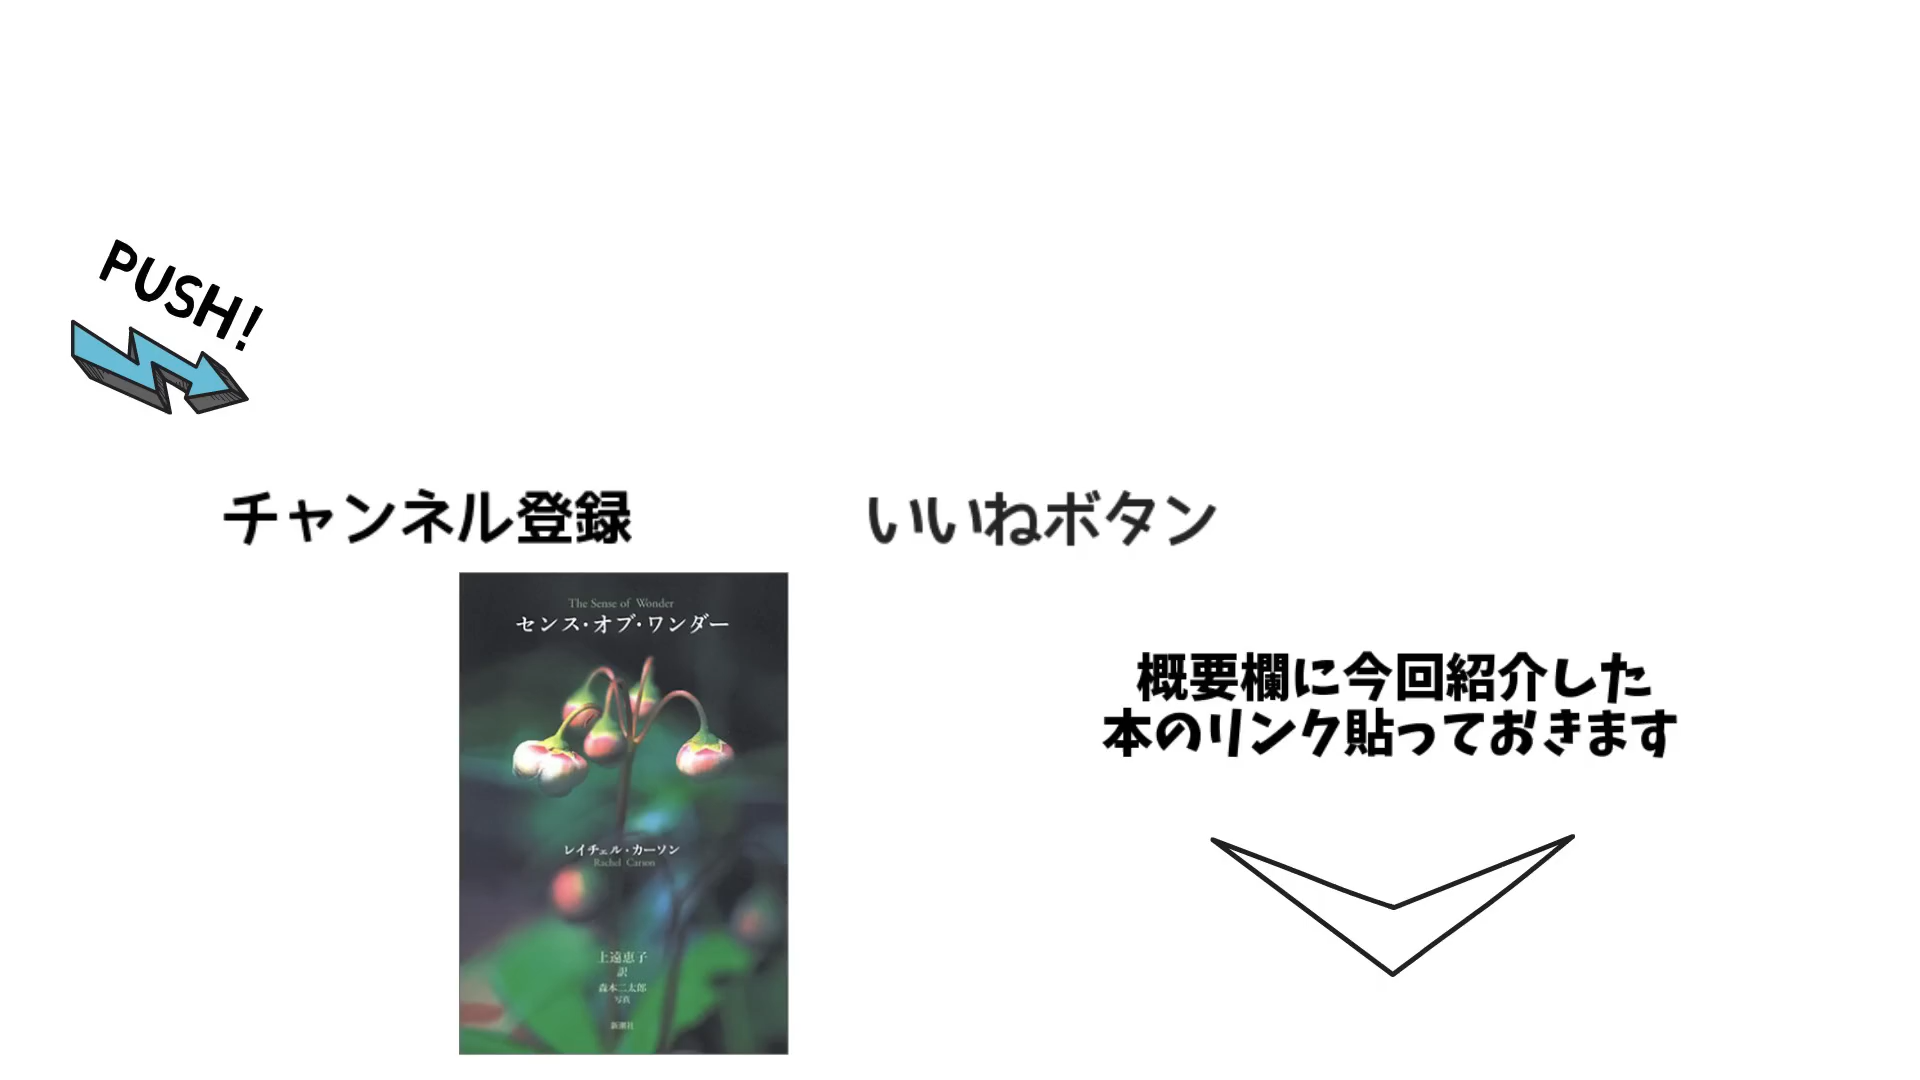 PUSH!
チャンネル登録
いいねボタン
The Sense of Wonder
センス・オブ・ワンダー
レイチェル・カーソン
Rachel Carson
上遠恵子
訳
森本二太郎
写真
新潮社
概要欄に今回紹介した
本のリンク貼っておきます